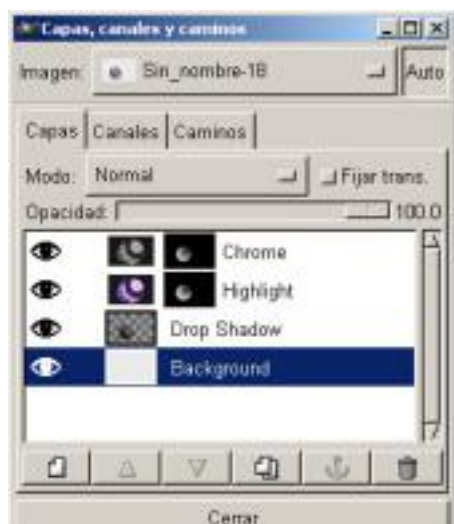 Capas, canales y caminos
Imagen: Sin_nombre-18 Auto
Capas Canales Caminos
Modo: Normal Fijar trans.
Opacidad: 100.0
Chrome
Highlight
Drop Shadow
Background
Cerrar